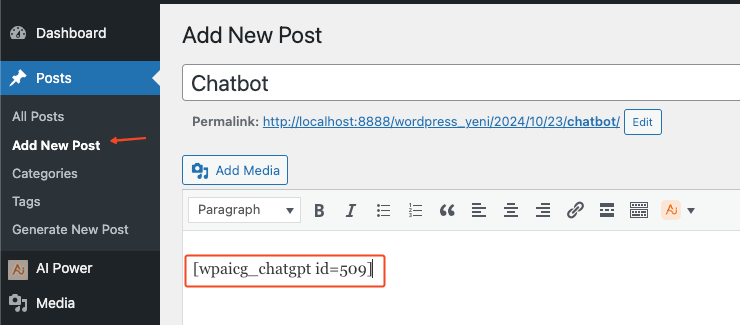 Dashboard
Posts
All Posts
Add New Post
Categories
Tags
Generate New Post
AI Power
Media
Add New Post
Chatbot
Permalink: http://localhost:8888/wordpress_yeni/2024/10/23/chatbot/ Edit
Add Media
Paragraph B I
[wpaicg_chatgpt id=509]